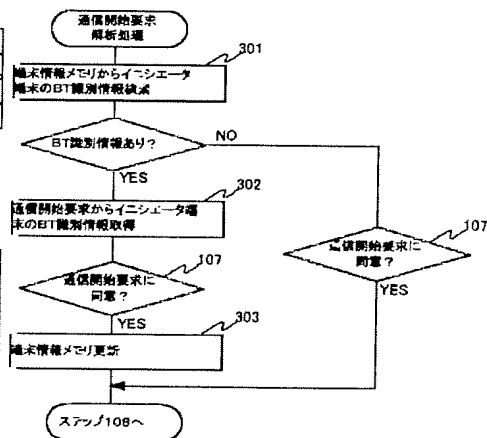 通信開始要求
解析処理
301
端末情報メモリからイニシエータ
端末のBT識別情報検索
BT識別情報あり?
NO
YES
302
通信開始要求からイニシエータ端
末のBT識別情報取得
107
通信開始要求に
同意?
YES
107
通信開始要求に
同意?
YES
303
端末情報メモリ更新
ステップ108へ